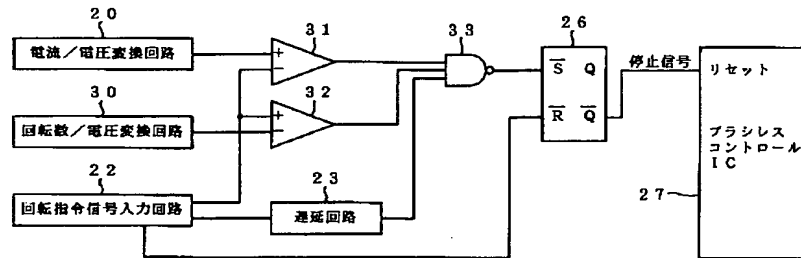 20
電流/電圧変換回路
30
回転数/電圧変換回路
22
回転指令信号入力回路
31
+
−
32
+
−
23
遅延回路
33
26
S Q
R Q
停止信号
リセット
ブラシレス
コントロール
IC
27